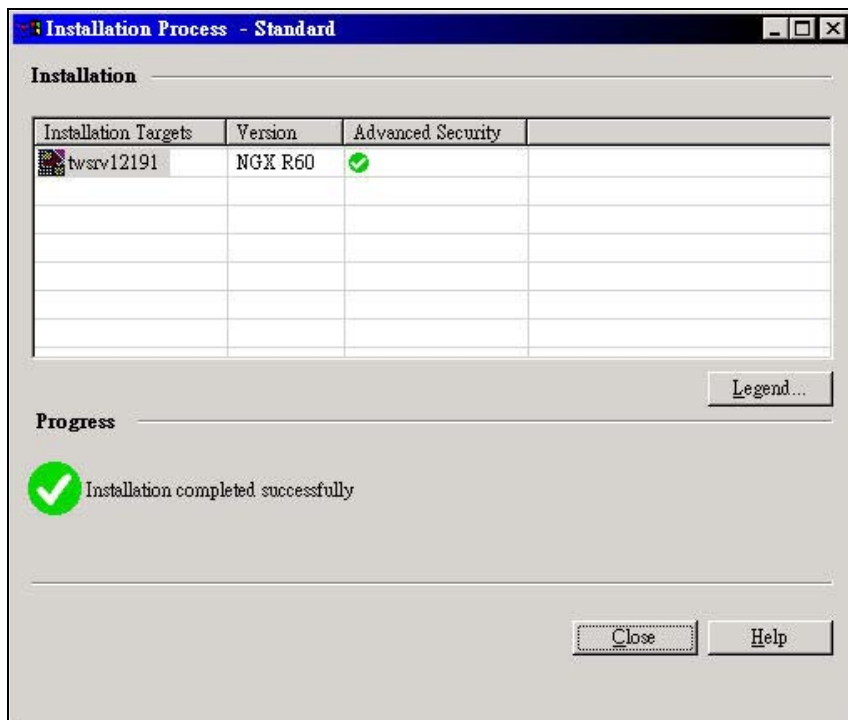 Installation Process - Standard
Installation
Installation Targets Version Advanced Security
twsrv12191 NGX R60
Legend...
Progress
Installation completed successfully
Close Help